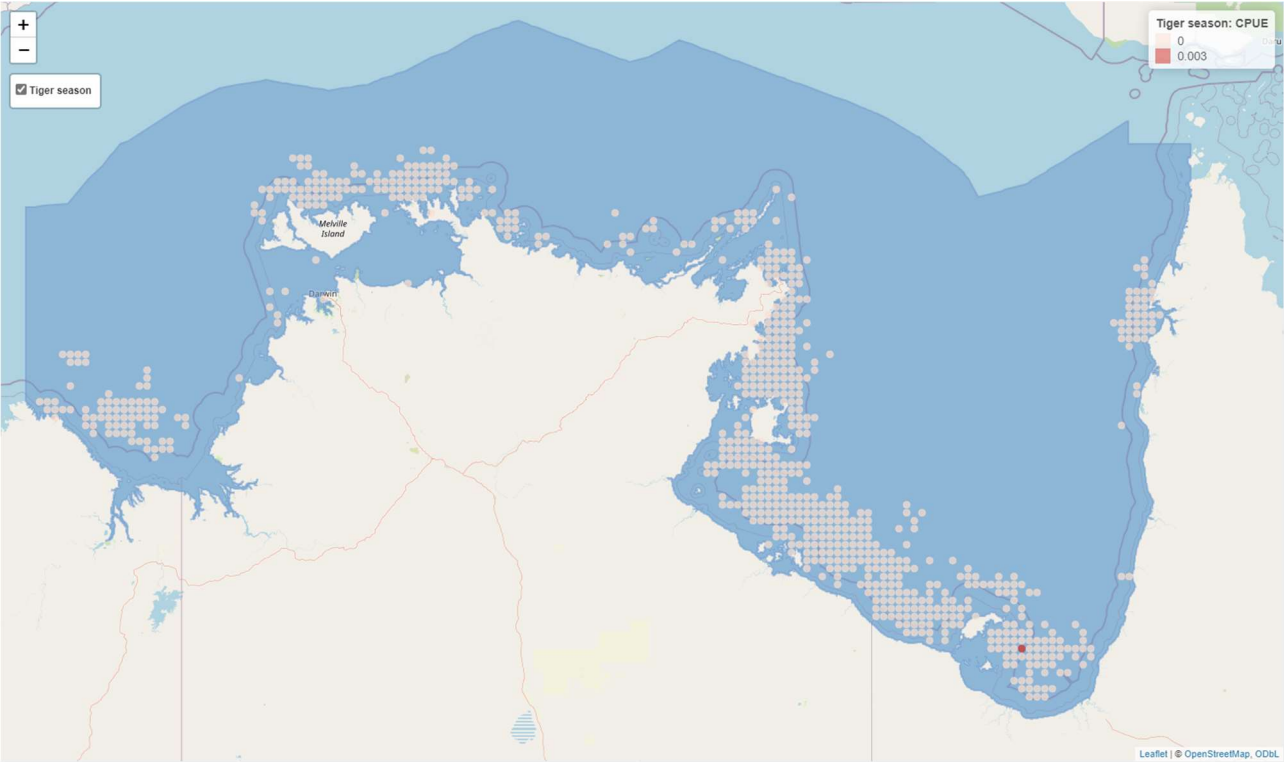 +
−
Tiger season
Tiger season: CPUE
0
0.003
Melville
Island
Darwin
Leaflet | © OpenStreetMap, ODbL